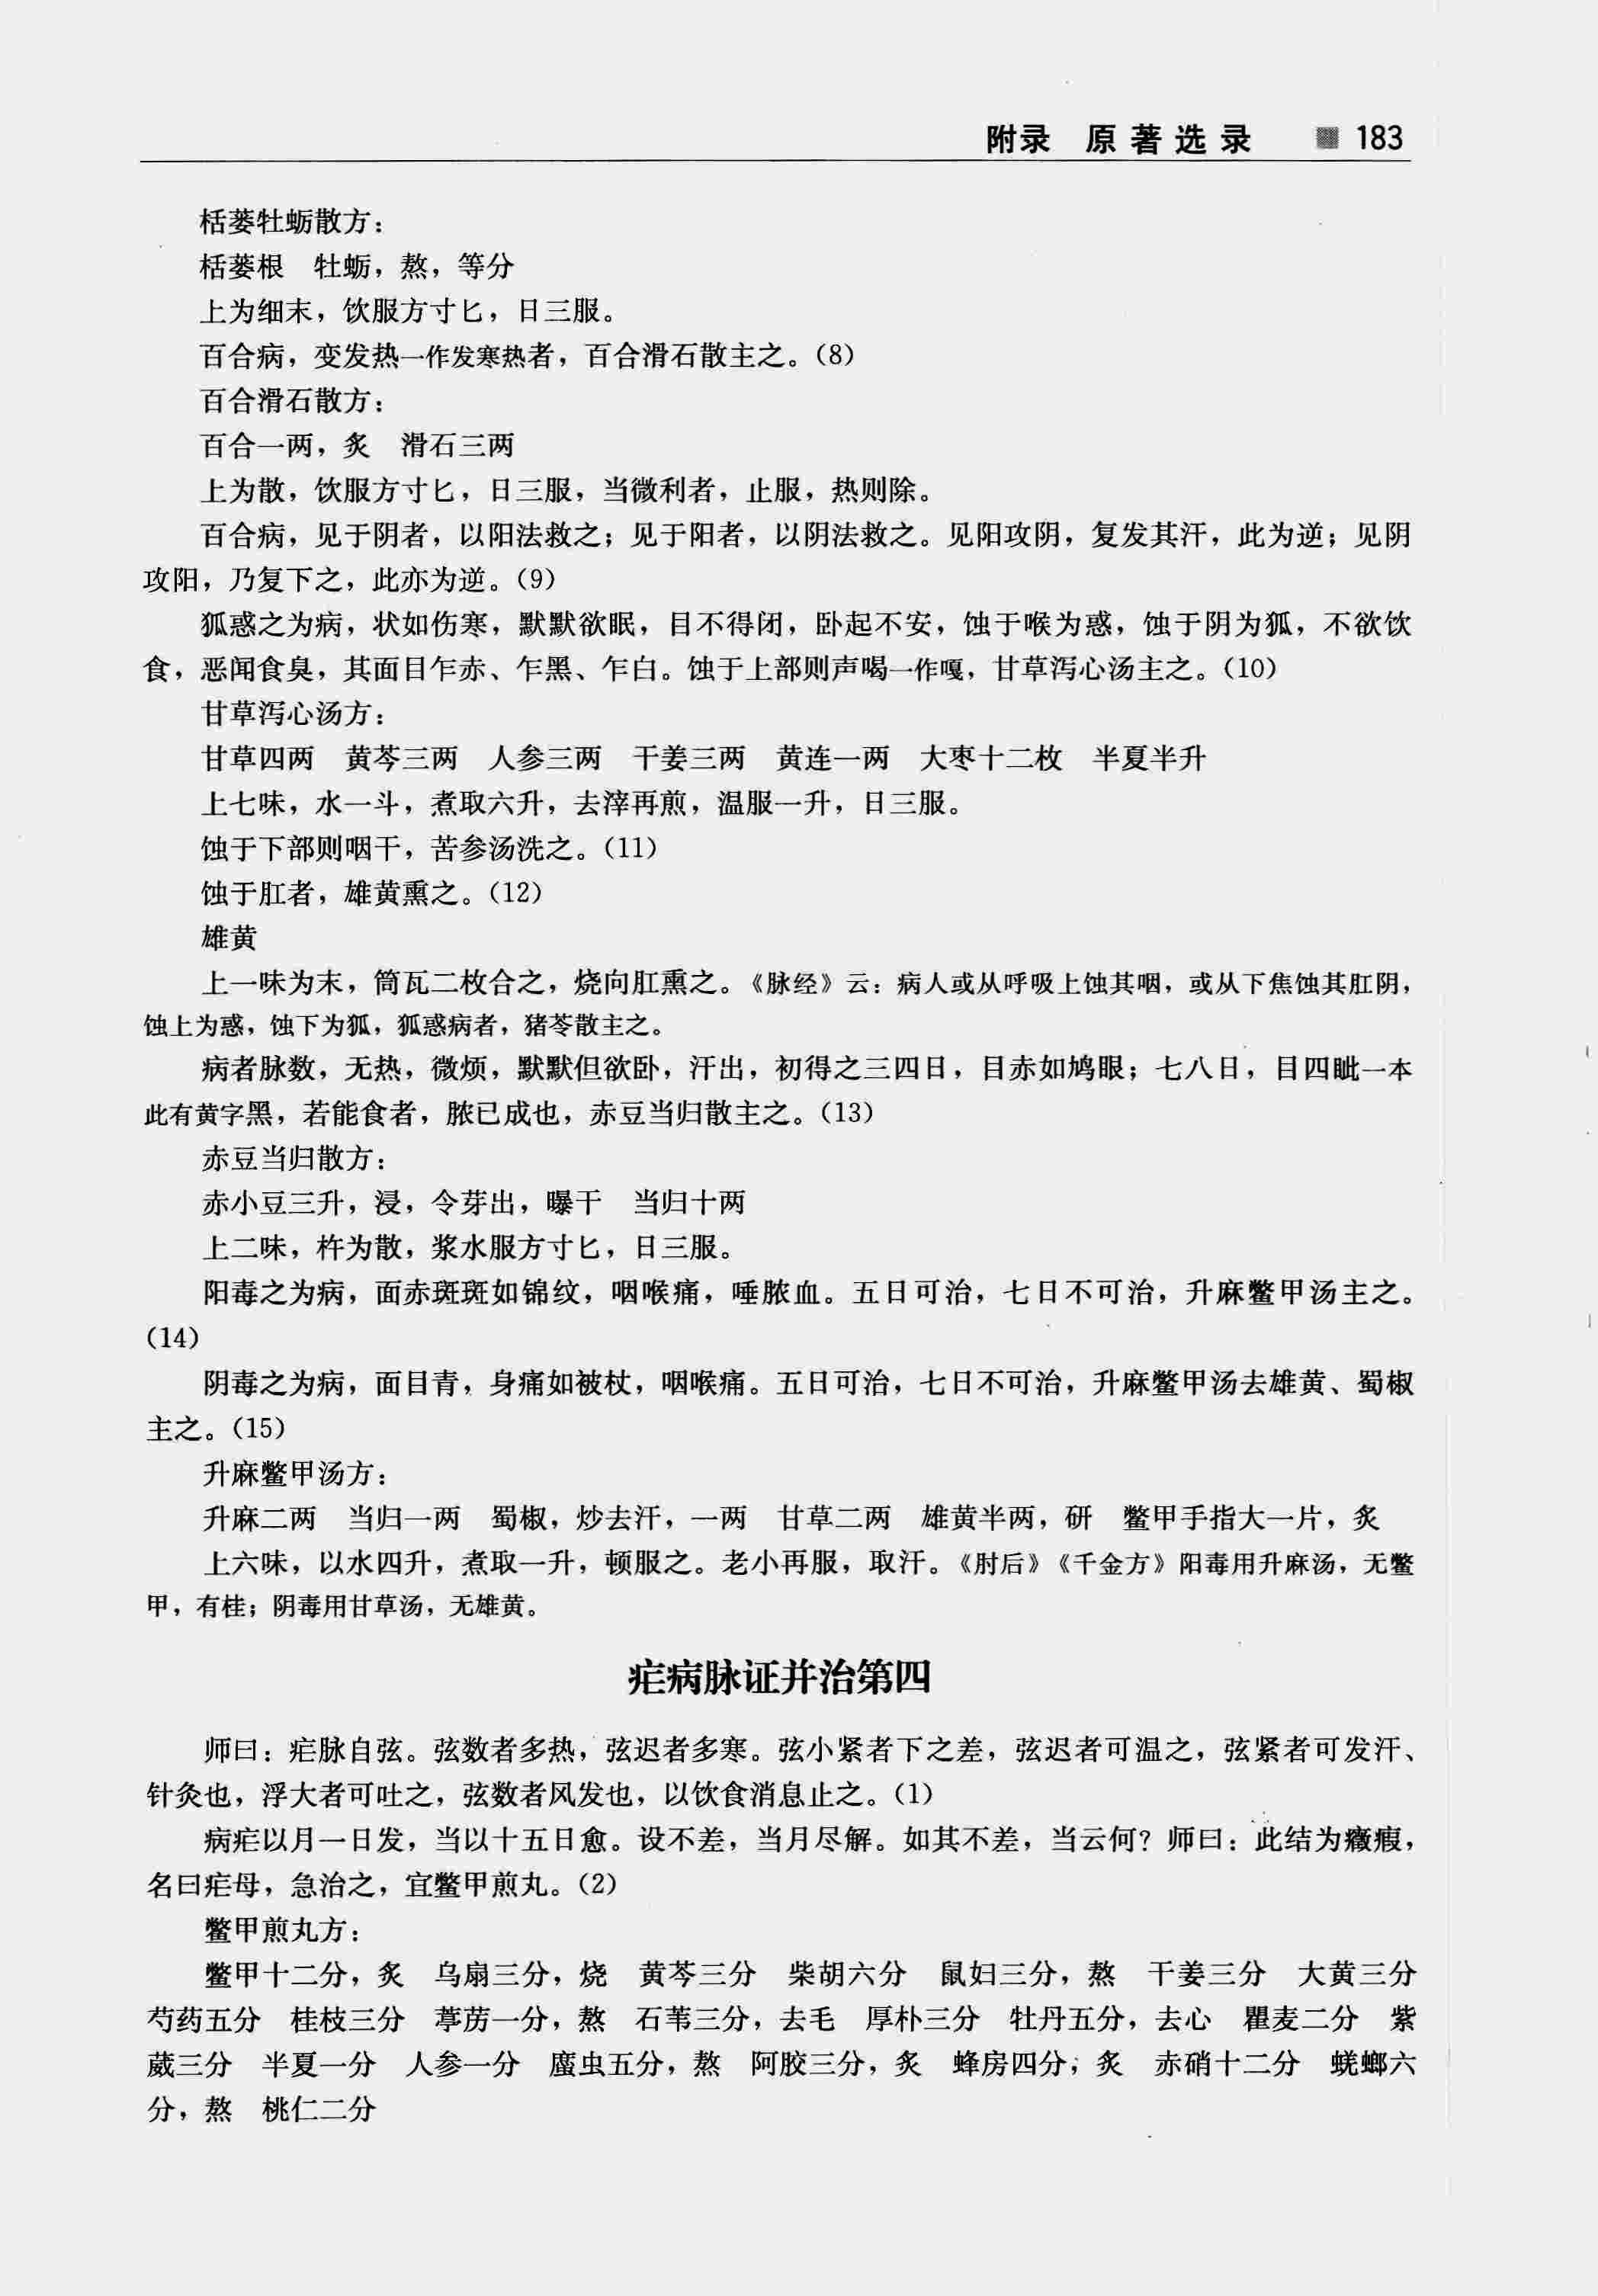 附录　原著选录　183
栝蒌牡蛎散方：
栝蒌根　牡蛎，熬，等分
上为细末，饮服方寸匕，日三服。
百合病，变发热一作发寒热者，百合滑石散主之。（8）
百合滑石散方：
百合一两，炙　滑石三两
上为散，饮服方寸匕，日三服，当微利者，止服，热则除。
百合病，见于阴者，以阳法救之；见于阳者，以阴法救之。见阳攻阴，复发其汗，此为逆；见阴
攻阳，乃复下之，此亦为逆。（9）
狐惑之为病，状如伤寒，默默欲眠，目不得闭，卧起不安，蚀于喉为惑，蚀于阴为狐，不欲饮
食，恶闻食臭，其面目乍赤、乍黑、乍白。蚀于上部则声喝一作嘎，甘草泻心汤主之。（10）
甘草泻心汤方：
甘草四两　黄芩三两　人参三两　干姜三两　黄连一两　大枣十二枚　半夏半升
上七味，水一斗，煮取六升，去滓再煎，温服一升，日三服。
蚀于下部则咽干，苦参汤洗之。（11）
蚀于肛者，雄黄熏之。（12）
雄黄
上一味为末，筒瓦二枚合之，烧向肛熏之。《脉经》云：病人或从呼吸上蚀其咽，或从下焦蚀其肛阴，
蚀上为惑，蚀下为狐，狐惑病者，猪苓散主之。
病者脉数，无热，微烦，默默但欲卧，汗出，初得之三四日，目赤如鸠眼；七八日，目四眦一本
此有黄字黑，若能食者，脓已成也，赤豆当归散主之。（13）
赤豆当归散方：
赤小豆三升，浸，令芽出，曝干　当归十两
上二味，杵为散，浆水服方寸匕，日三服。
阳毒之为病，面赤斑斑如锦纹，咽喉痛，唾脓血。五日可治，七日不可治，升麻鳖甲汤主之。
（14）
阴毒之为病，面目青，身痛如被杖，咽喉痛。五日可治，七日不可治，升麻鳖甲汤去雄黄、蜀椒
主之。（15）
升麻鳖甲汤方：
升麻二两　当归一两　蜀椒，炒去汗，一两　甘草二两　雄黄半两，研　鳖甲手指大一片，炙
上六味，以水四升，煮取一升，顿服之。老小再服，取汗。《肘后》《千金方》阳毒用升麻汤，无鳖
甲，有桂；阴毒用甘草汤，无雄黄。
疟病脉证并治第四
师曰：疟脉自弦。弦数者多热，弦迟者多寒。弦小紧者下之差，弦迟者可温之，弦紧者可发汗、
针灸也，浮大者可吐之，弦数者风发也，以饮食消息止之。（1）
病疟以月一日发，当以十五日愈。设不差，当月尽解。如其不差，当云何？师曰：此结为癥瘕，
名曰疟母，急治之，宜鳖甲煎丸。（2）
鳖甲煎丸方：
鳖甲十二分，炙　乌扇三分，烧　黄芩三分　柴胡六分　鼠妇三分，熬　干姜三分　大黄三分
芍药五分　桂枝三分　葶苈一分，熬　石苇三分，去毛　厚朴三分　牡丹五分，去心　瞿麦二分　紫
葳三分　半夏一分　人参一分　䗪虫五分，熬　阿胶三分，炙　蜂房四分，炙　赤硝十二分　蜣螂六
分，熬　桃仁二分